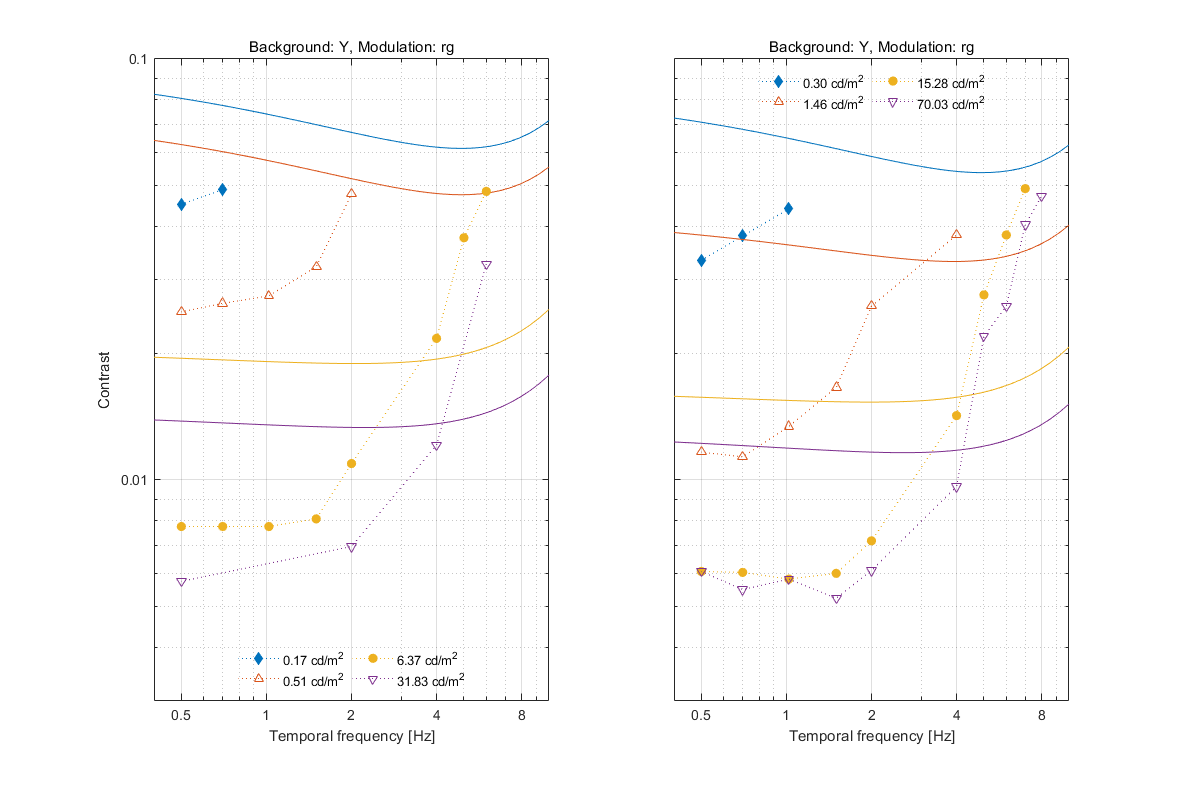 Background: Y, Modulation: rg
0.1
0.01
Contrast
0.17 cd/m²
6.37 cd/m²
0.51 cd/m²
31.83 cd/m²
0.5
1
2
4
8
Temporal frequency [Hz]
Background: Y, Modulation: rg
0.30 cd/m²
15.28 cd/m²
1.46 cd/m²
70.03 cd/m²
0.5
1
2
4
8
Temporal frequency [Hz]